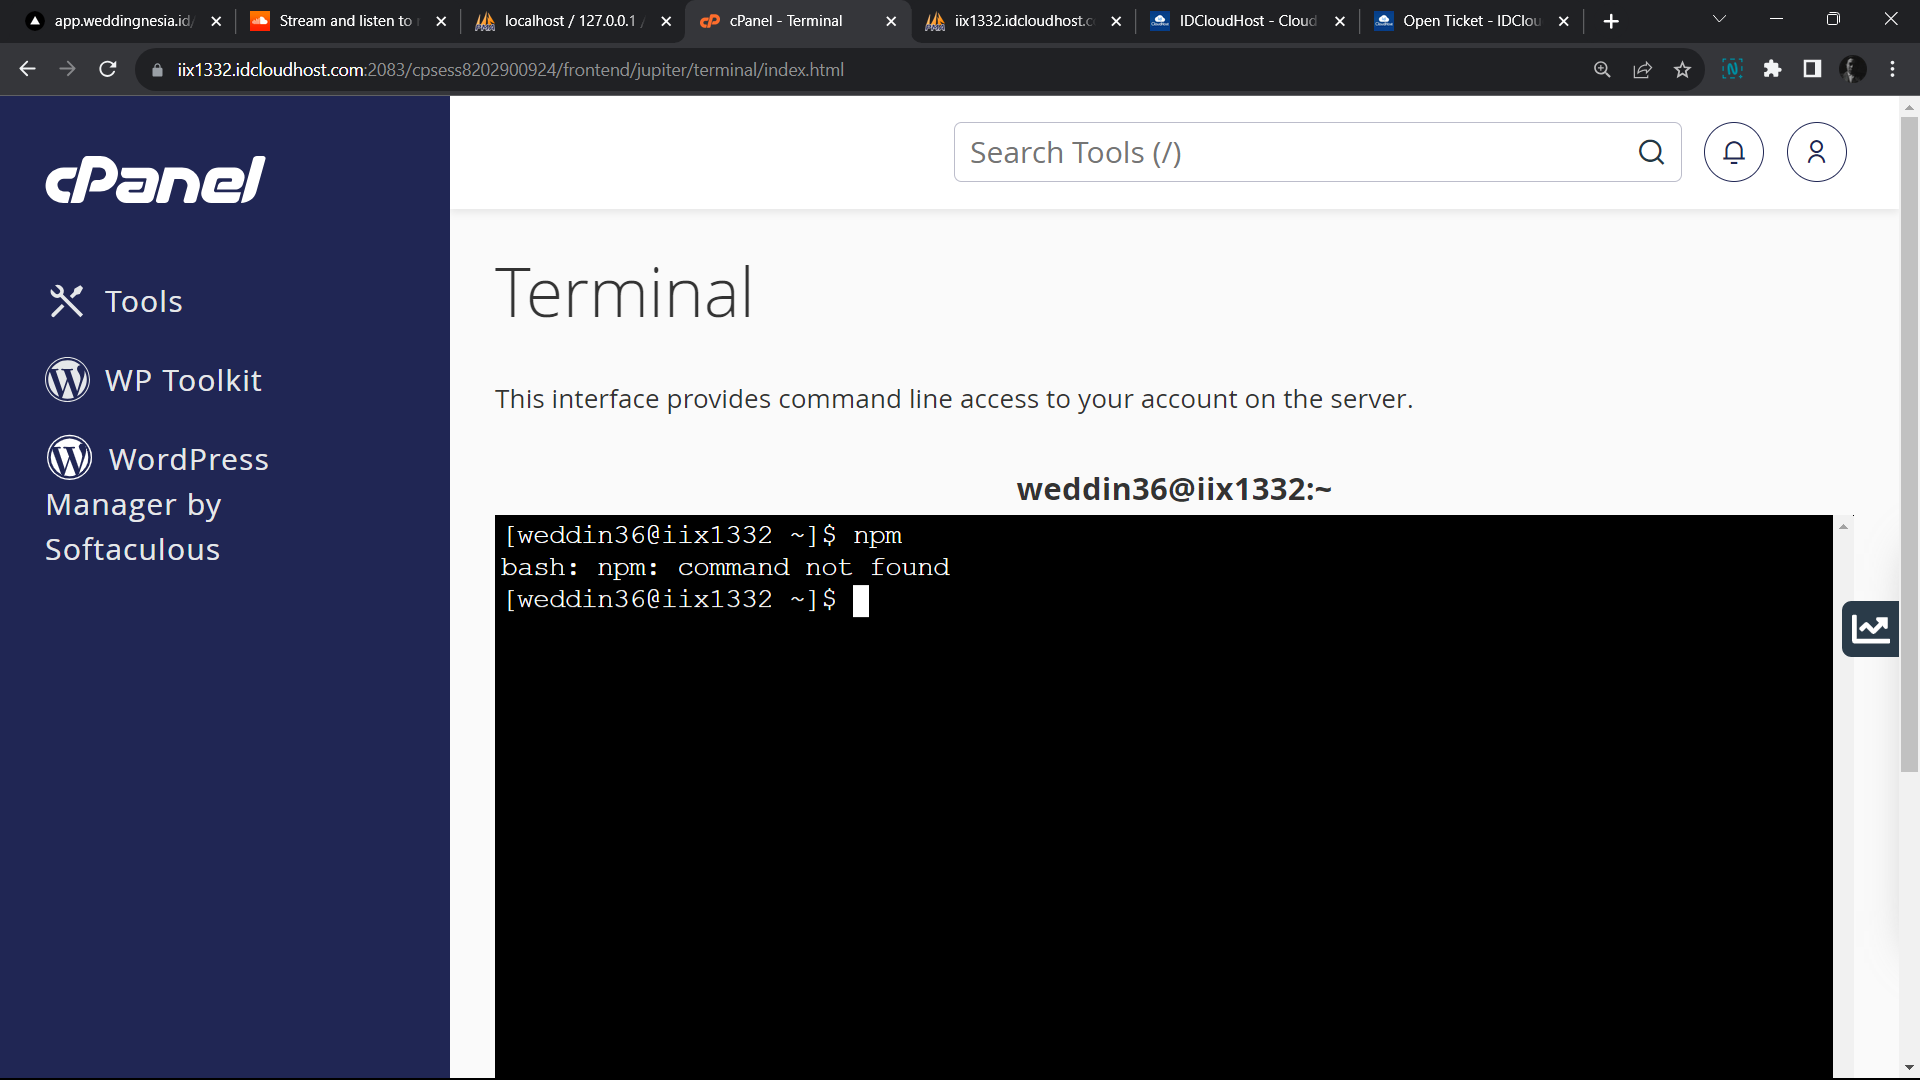 app.weddingnesia.id/
Stream and listen to
localhost / 127.0.0.1
cPanel - Terminal
iix1332.idcloudhost.c
IDCloudHost - Cloud
Open Ticket - IDClou
iix1332.idcloudhost.com:2083/cpsess8202900924/frontend/jupiter/terminal/index.html
cPanel
Search Tools (/)
Tools
WP Toolkit
WordPress
Manager by
Softaculous
Terminal
This interface provides command line access to your account on the server.
weddin36@iix1332:~
[weddin36@iix1332 ~]$ npm
bash: npm: command not found
[weddin36@iix1332 ~]$